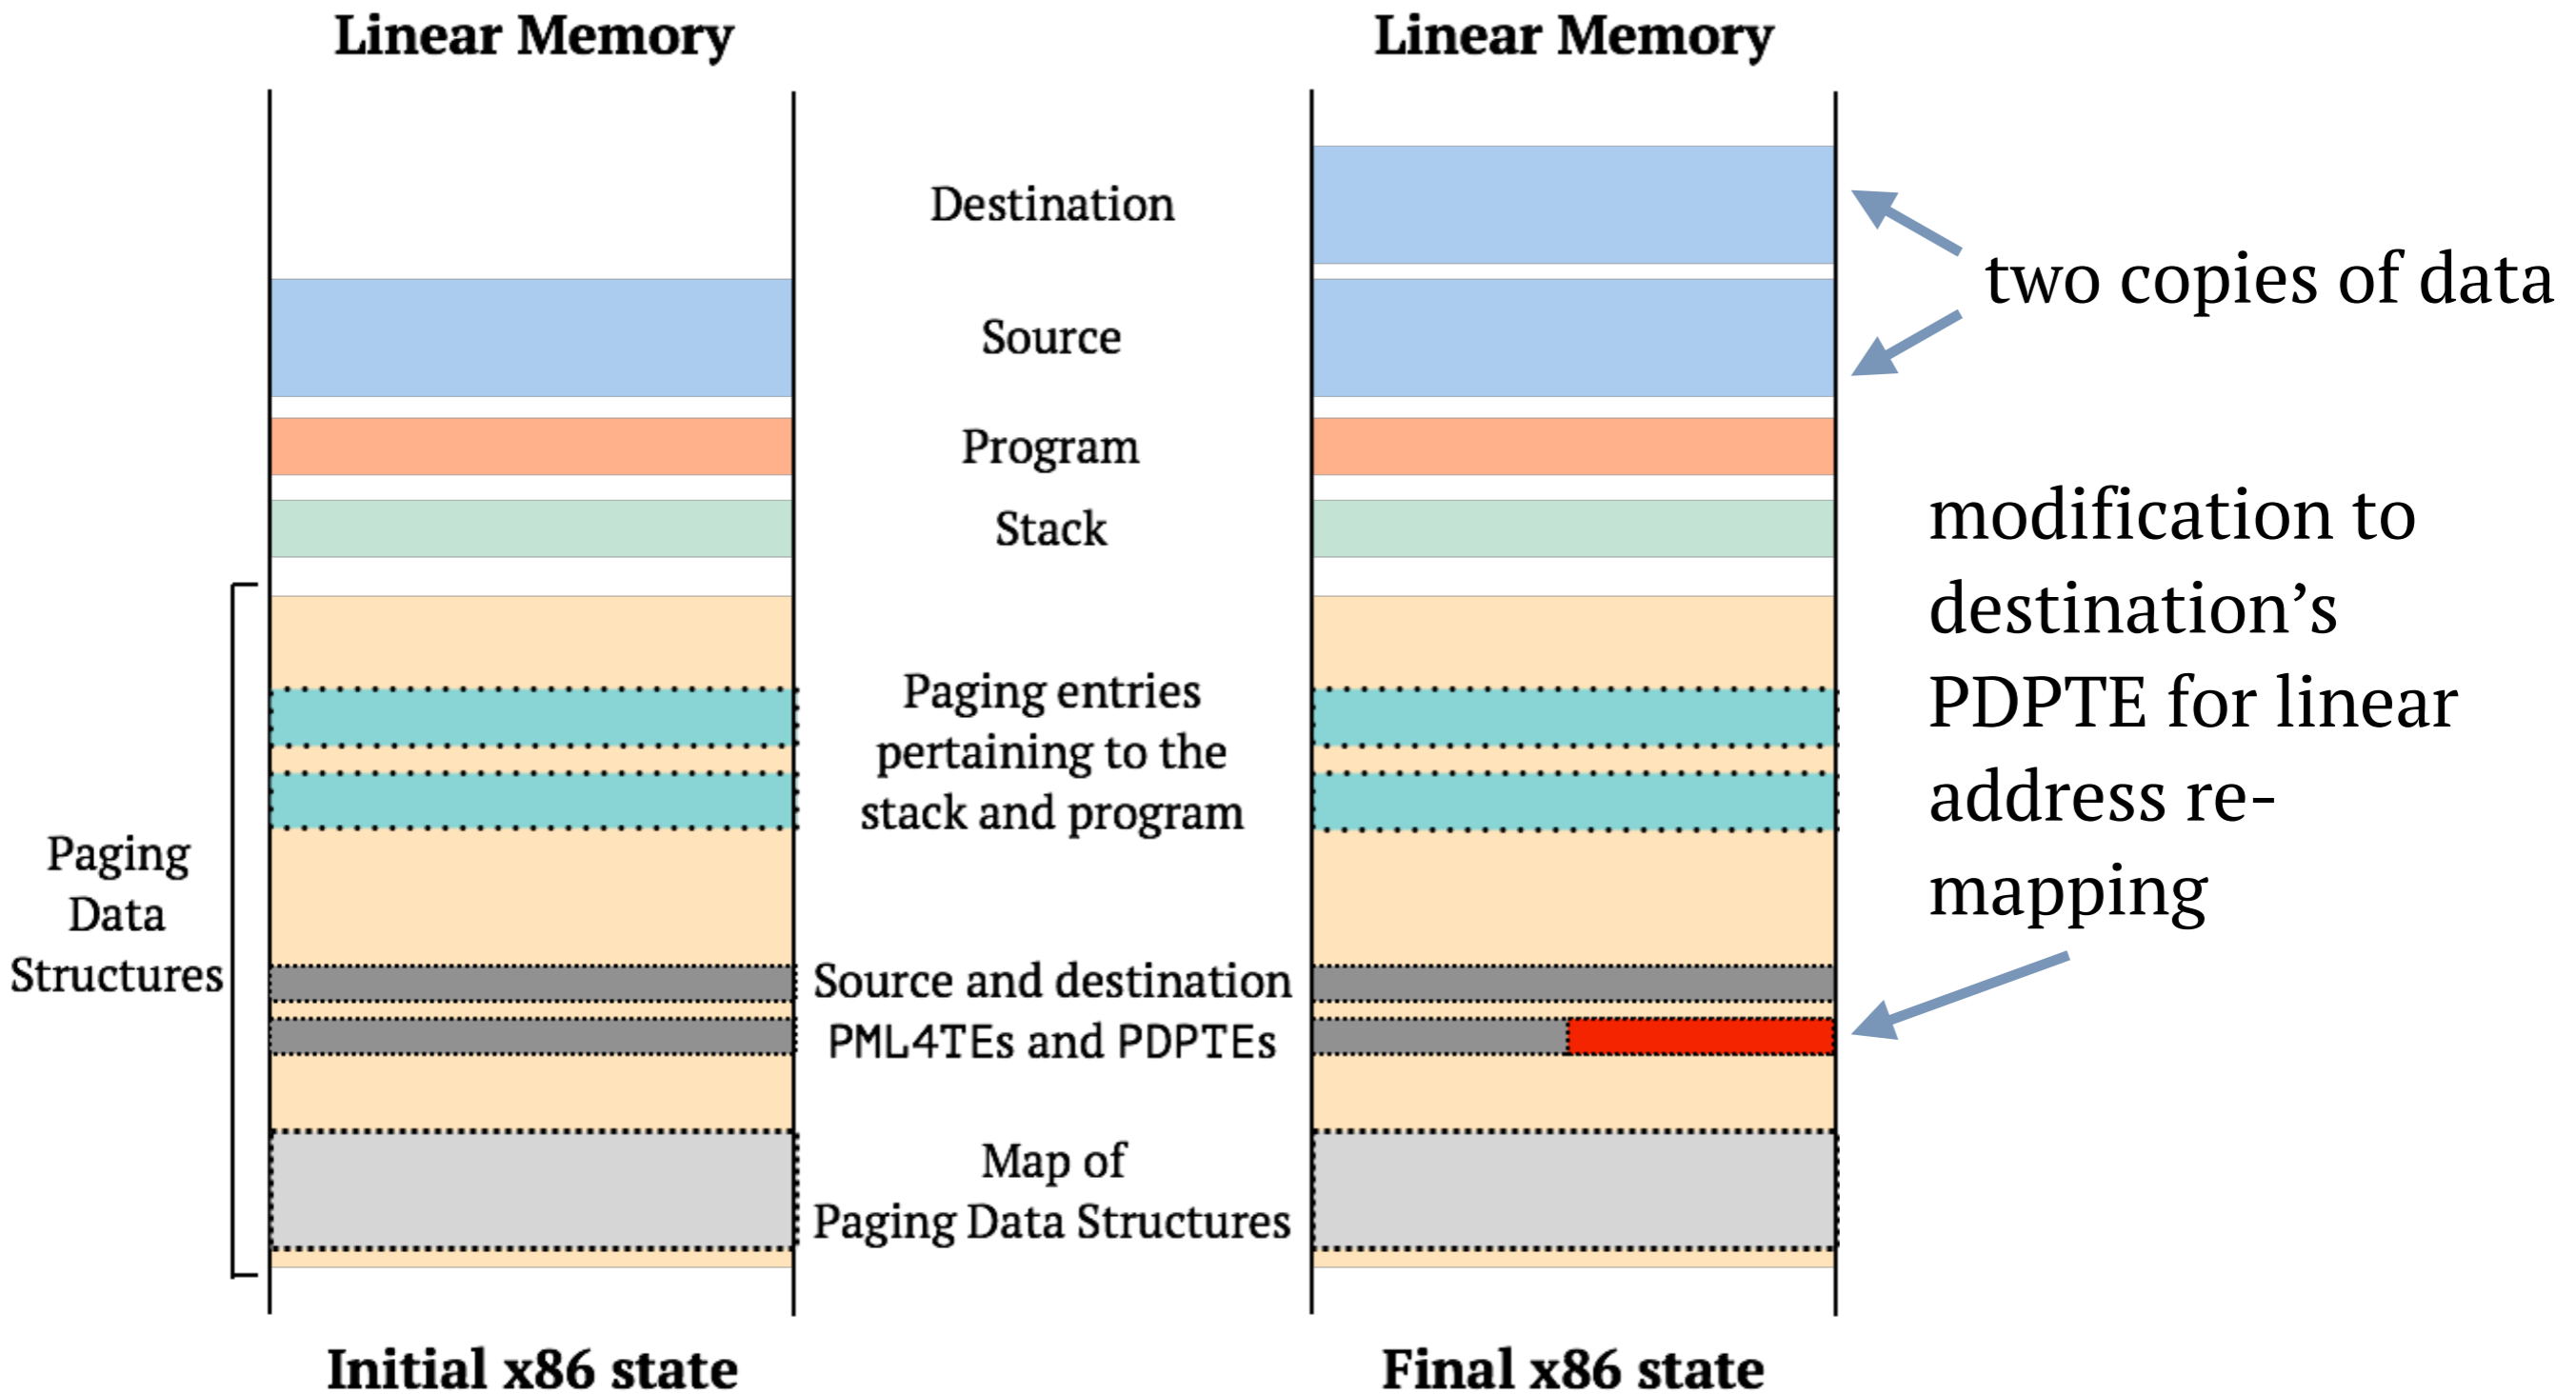 Linear Memory
Linear Memory
Destination
Source
Program
Stack
Paging entries
pertaining to the
stack and program
Source and destination
PML4TEs and PDPTEs
Map of
Paging Data Structures
Paging
Data
Structures
two copies of data
modification to
destination’s
PDPTE for linear
address re-
mapping
Initial x86 state
Final x86 state